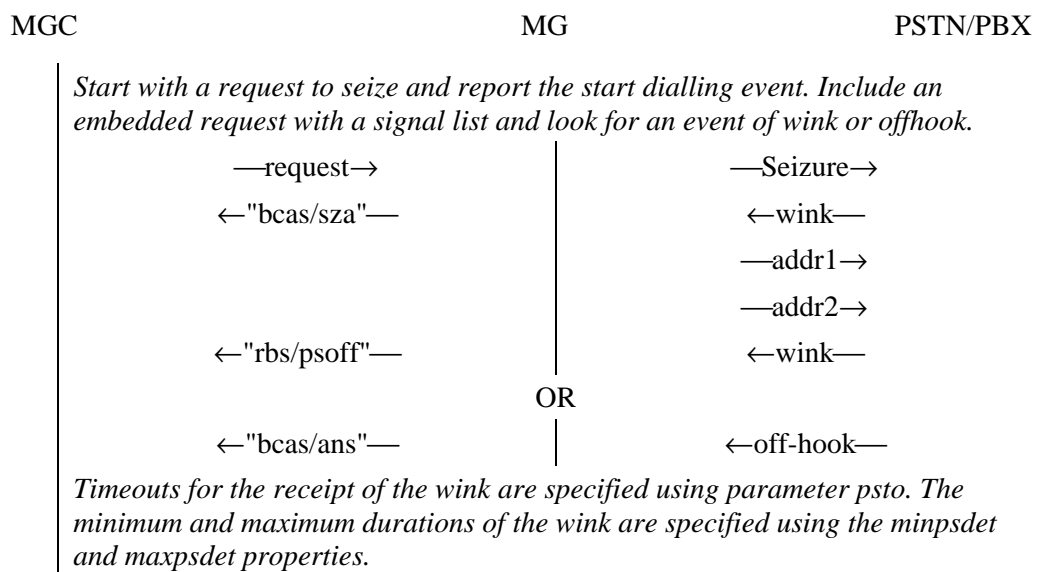 MGC MG PSTN/PBX
Start with a request to seize and report the start dialling event. Include an
embedded request with a signal list and look for an event of wink or offhook.
—request→ —Seizure→
←"bcas/sza"— ←wink—
—addr1→
—addr2→
←"rbs/psoff"— ←wink—
OR
←"bcas/ans"— ←off-hook—
Timeouts for the receipt of the wink are specified using parameter psto. The
minimum and maximum durations of the wink are specified using the minpsdet
and maxpsdet properties.